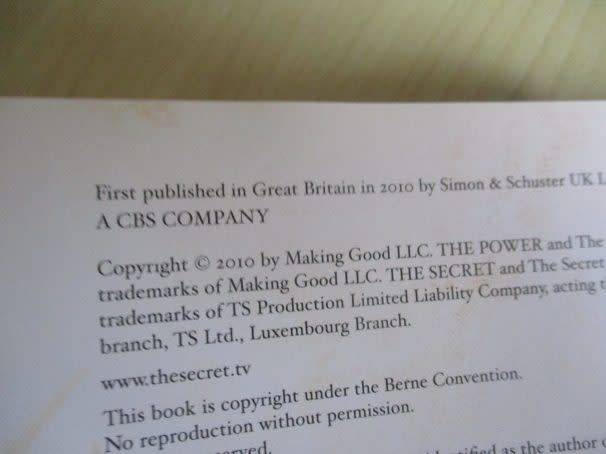 First published in Great Britain in 2010 by Simon & Schuster UK
A CBS COMPANY
Copyright © 2010 by Making Good LLC. THE POWER and The
trademarks of Making Good LLC. THE SECRET and The Secret
trademarks of TS Production Limited Liability Company, acting
branch, TS Ltd., Luxembourg Branch.
www.thesecret.tv
This book is copyright under the Berne Convention.
No reproduction without permission.
as the author